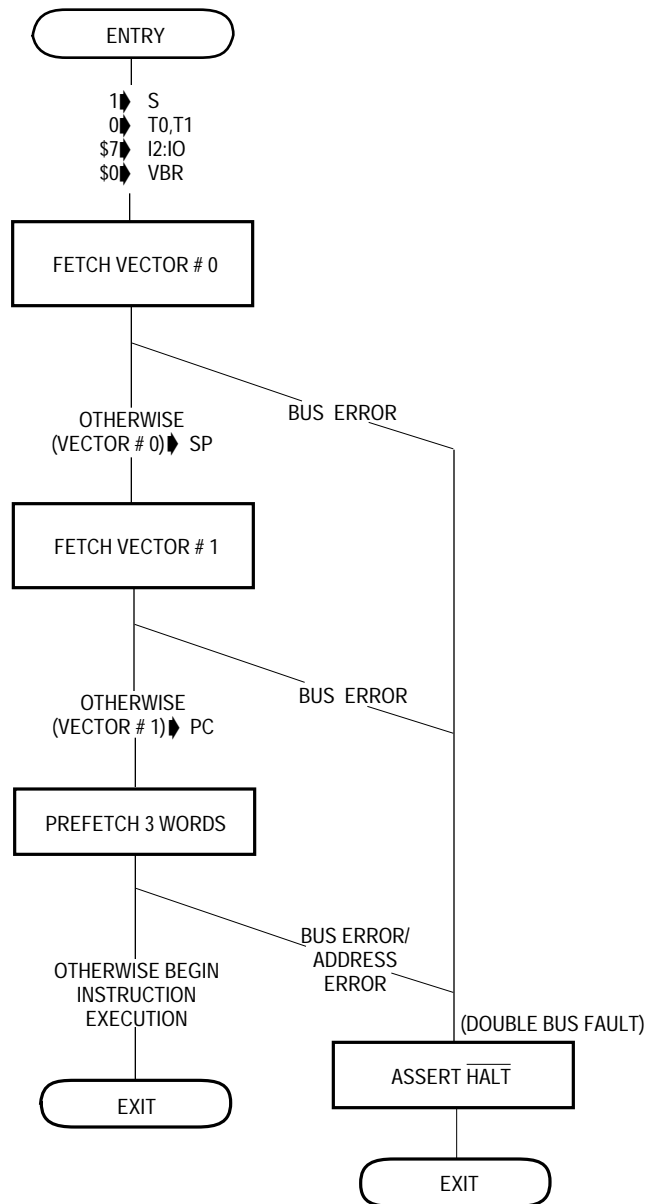 ENTRY
1 S
0 T0,T1
$7 I2:IO
$0 VBR
FETCH VECTOR # 0
BUS ERROR
OTHERWISE
(VECTOR # 0) SP
FETCH VECTOR # 1
BUS ERROR
OTHERWISE
(VECTOR # 1) PC
PREFETCH 3 WORDS
BUS ERROR/
ADDRESS
ERROR
OTHERWISE BEGIN
INSTRUCTION
EXECUTION
(DOUBLE BUS FAULT)
ASSERT HALT
EXIT
EXIT